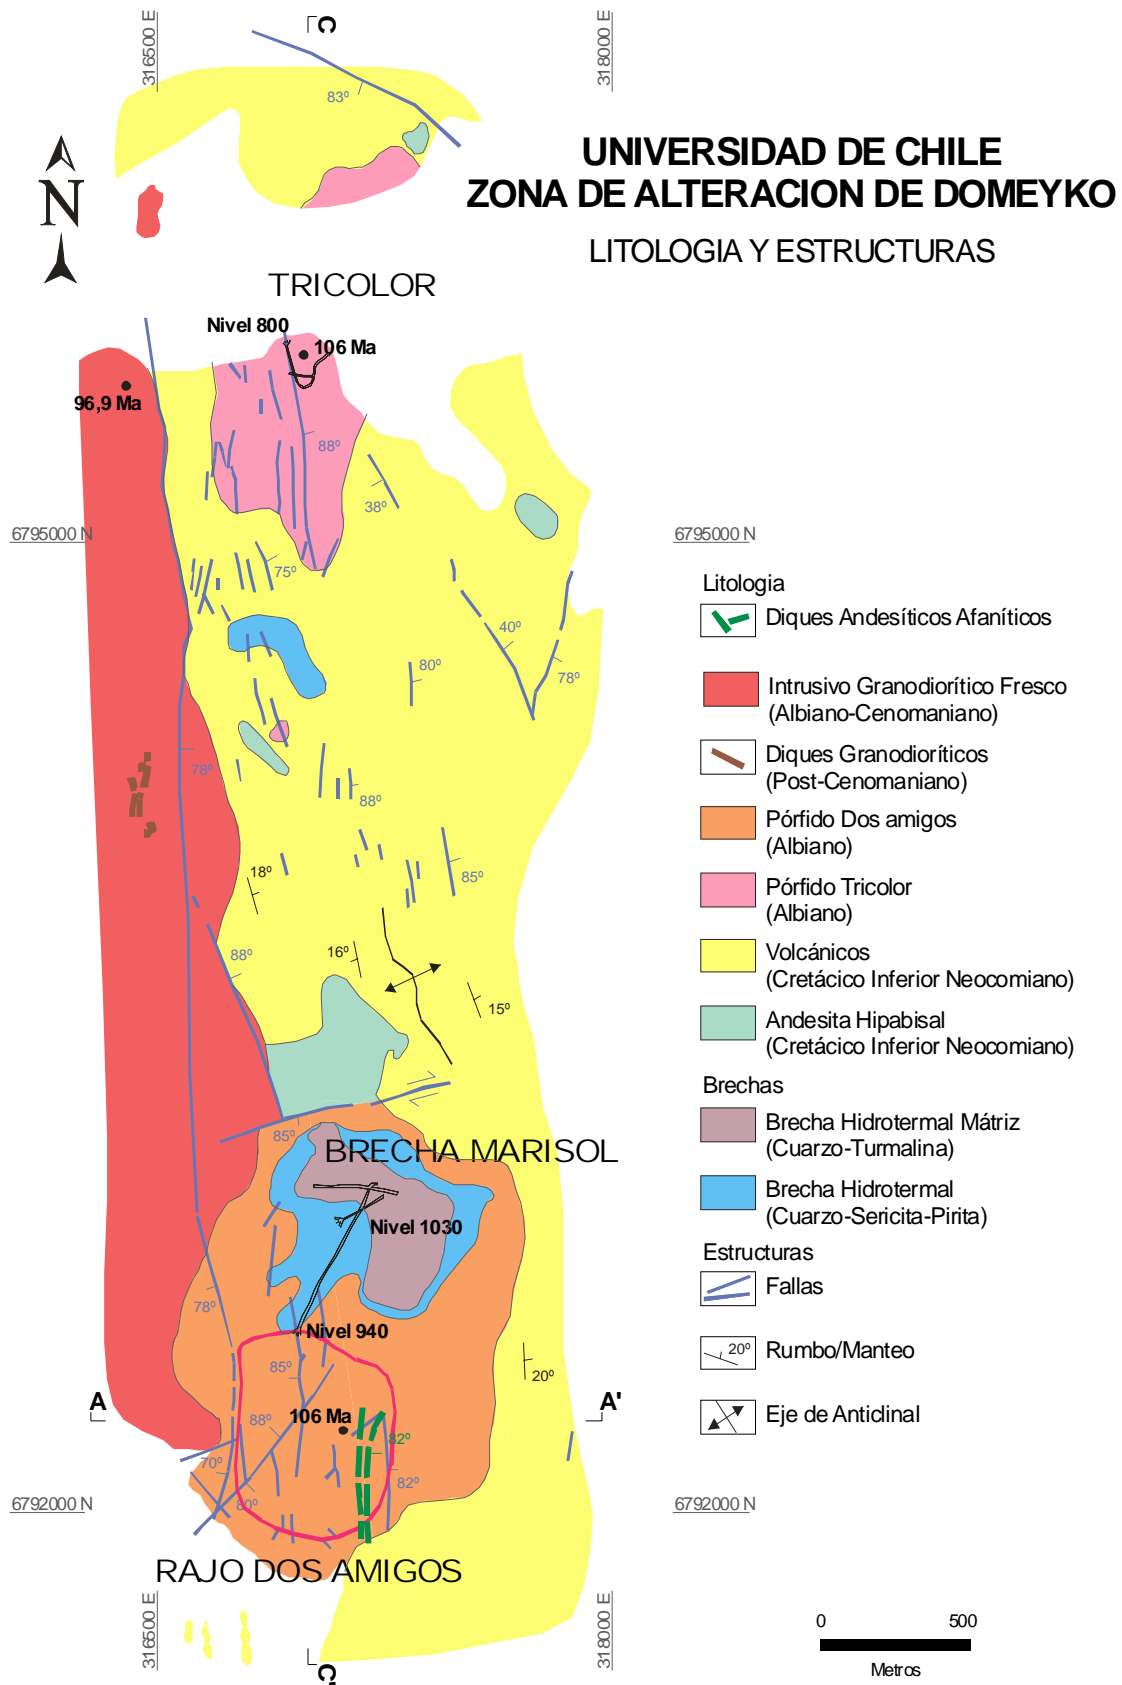 316500 E
C
318000 E
83º
UNIVERSIDAD DE CHILE
ZONA DE ALTERACION DE DOMEYKO
LITOLOGIA Y ESTRUCTURAS
N
TRICOLOR
Nivel 800
106 Ma
96,9 Ma
88º
38º
6795000 N
6795000 N
75º
40º
80º
78º
78º
88º
18º
85º
88º
16º
15º
85º
BRECHA MARISOL
Nivel 1030
78º
Nivel 940
85º
20º
A
A'
106 Ma
88º
82º
70º
82º
80º
6792000 N
6792000 N
RAJO DOS AMIGOS
316500 E
C'
318000 E
Litologia
Diques Andesíticos Afaníticos
Intrusivo Granodiorítico Fresco
(Albiano-Cenomaniano)
Diques Granodioríticos
(Post-Cenomaniano)
Pórfido Dos amigos
(Albiano)
Pórfido Tricolor
(Albiano)
Volcánicos
(Cretácico Inferior Neocomiano)
Andesita Hipabisal
(Cretácico Inferior Neocomiano)
Brechas
Brecha Hidrotermal Mátriz
(Cuarzo-Turmalina)
Brecha Hidrotermal
(Cuarzo-Sericita-Pirita)
Estructuras
Fallas
20º
Rumbo/Manteo
Eje de Anticlinal
0 500
Metros